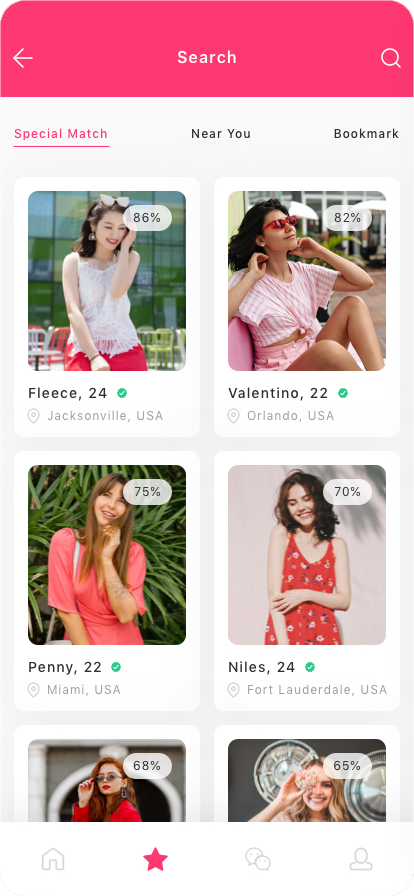 Search
Special Match
Near You
Bookmark
86%
Fleece, 24
Jacksonville, USA
82%
Valentino, 22
Orlando, USA
75%
Penny, 22
Miami, USA
70%
Niles, 24
Fort Lauderdale, USA
68%
65%